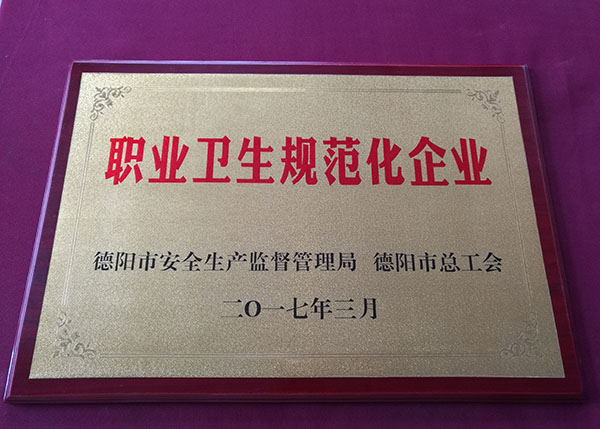 职业卫生规范化企业
德阳市安全生产监督管理局 德阳市总工会
二O一七年三月